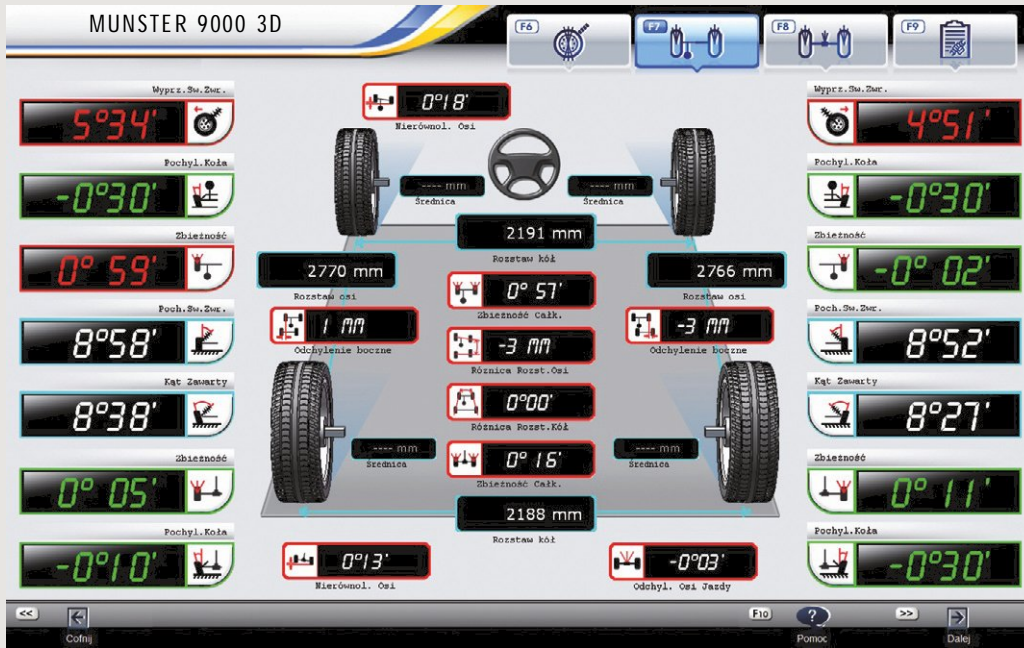 MUNSTER 9000 3D
F6
F7
F8
F9
Wyprz.Sw.Zwr.
5°34'
Pochyl.Koła
-0°30'
Zbieżność
0° 59'
Poch.Sw.Zwr.
8°58'
Kąt Zawarty
8°38'
Zbieżność
0° 05'
Pochyl.Koła
-0°10'
0°18'
Nierównol. Osi
---- mm
Średnica
---- mm
Średnica
2191 mm
Rozstaw kół
2770 mm
Rozstaw osi
2766 mm
Rozstaw osi
0° 57'
Zbieżność Całk.
1 mm
Odchylenie boczne
-3 mm
Odchylenie boczne
-3 mm
Różnica Rozst.Osi
0°00'
Różnica Rozst.Kół
0° 16'
Zbieżność Całk.
---- mm
Średnica
---- mm
Średnica
2188 mm
Rozstaw kół
0°13'
Nierównol. Osi
-0°03'
Odchyl. Osi Jazdy
Wyprz.Sw.Zwr.
4°51'
Pochyl.Koła
-0°30'
Zbieżność
-0° 02'
Poch.Sw.Zwr.
8°52'
Kąt Zawarty
8°27'
Zbieżność
0° 11'
Pochyl.Koła
-0°30'
<<
Cofnij
F10
?
Pomoc
>>
Dalej